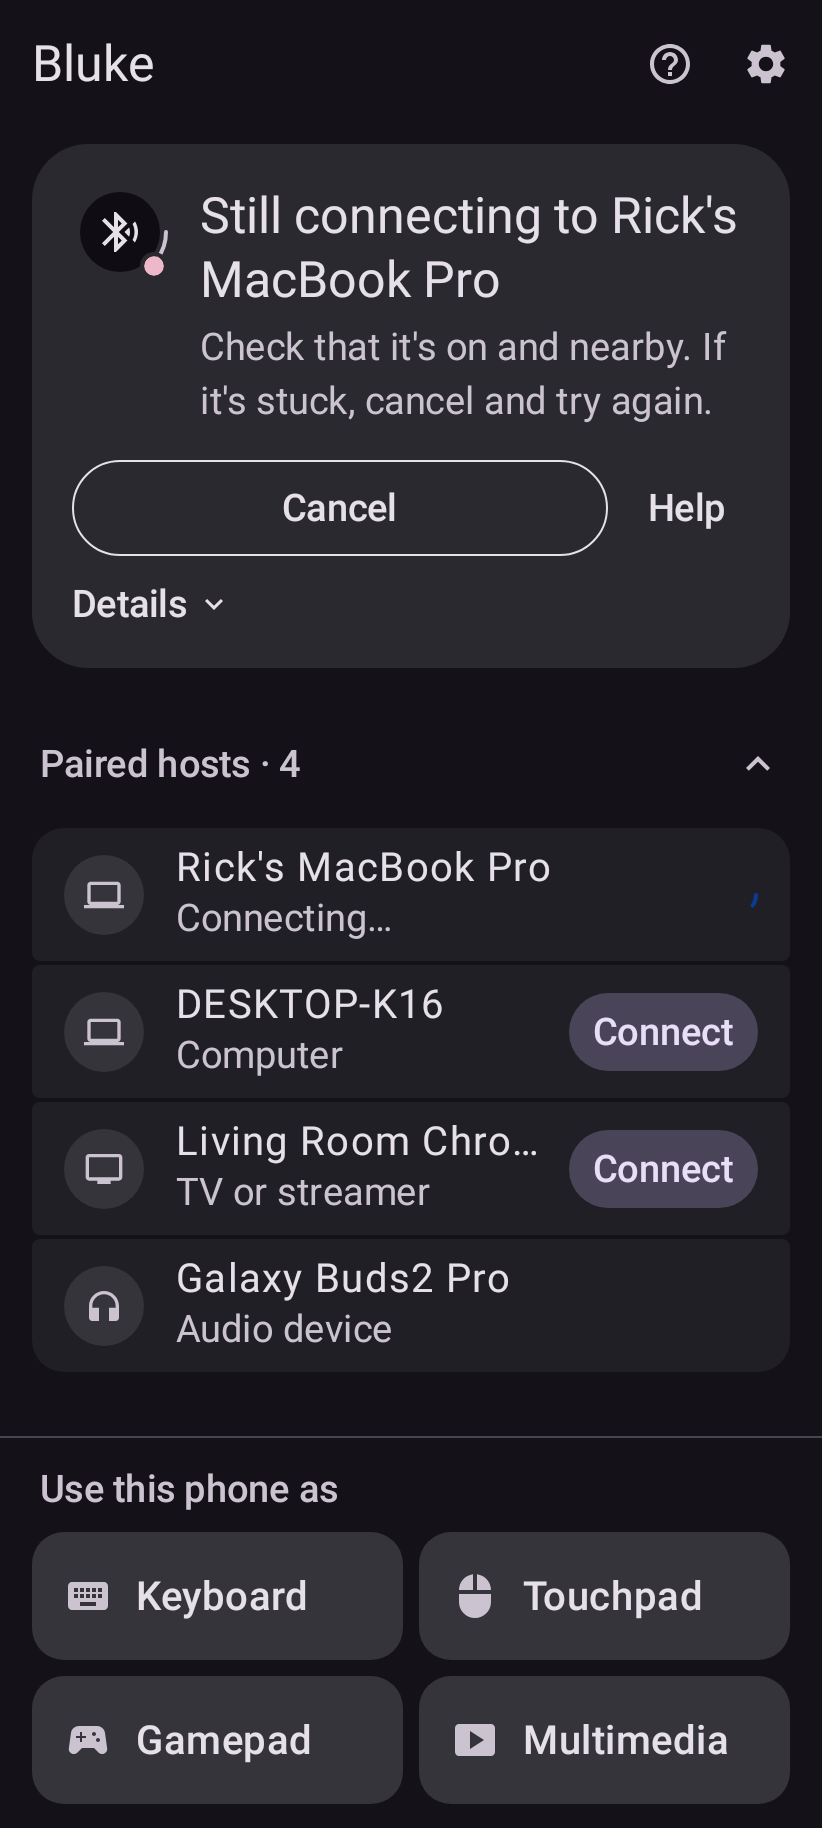 Bluke
Still connecting to Rick's
MacBook Pro
Check that it's on and nearby. If
it's stuck, cancel and try again.
Cancel
Help
Details
Paired hosts · 4
Rick's MacBook Pro
Connecting…
DESKTOP-K16
Computer
Connect
Living Room Chro…
TV or streamer
Connect
Galaxy Buds2 Pro
Audio device
Use this phone as
Keyboard
Touchpad
Gamepad
Multimedia